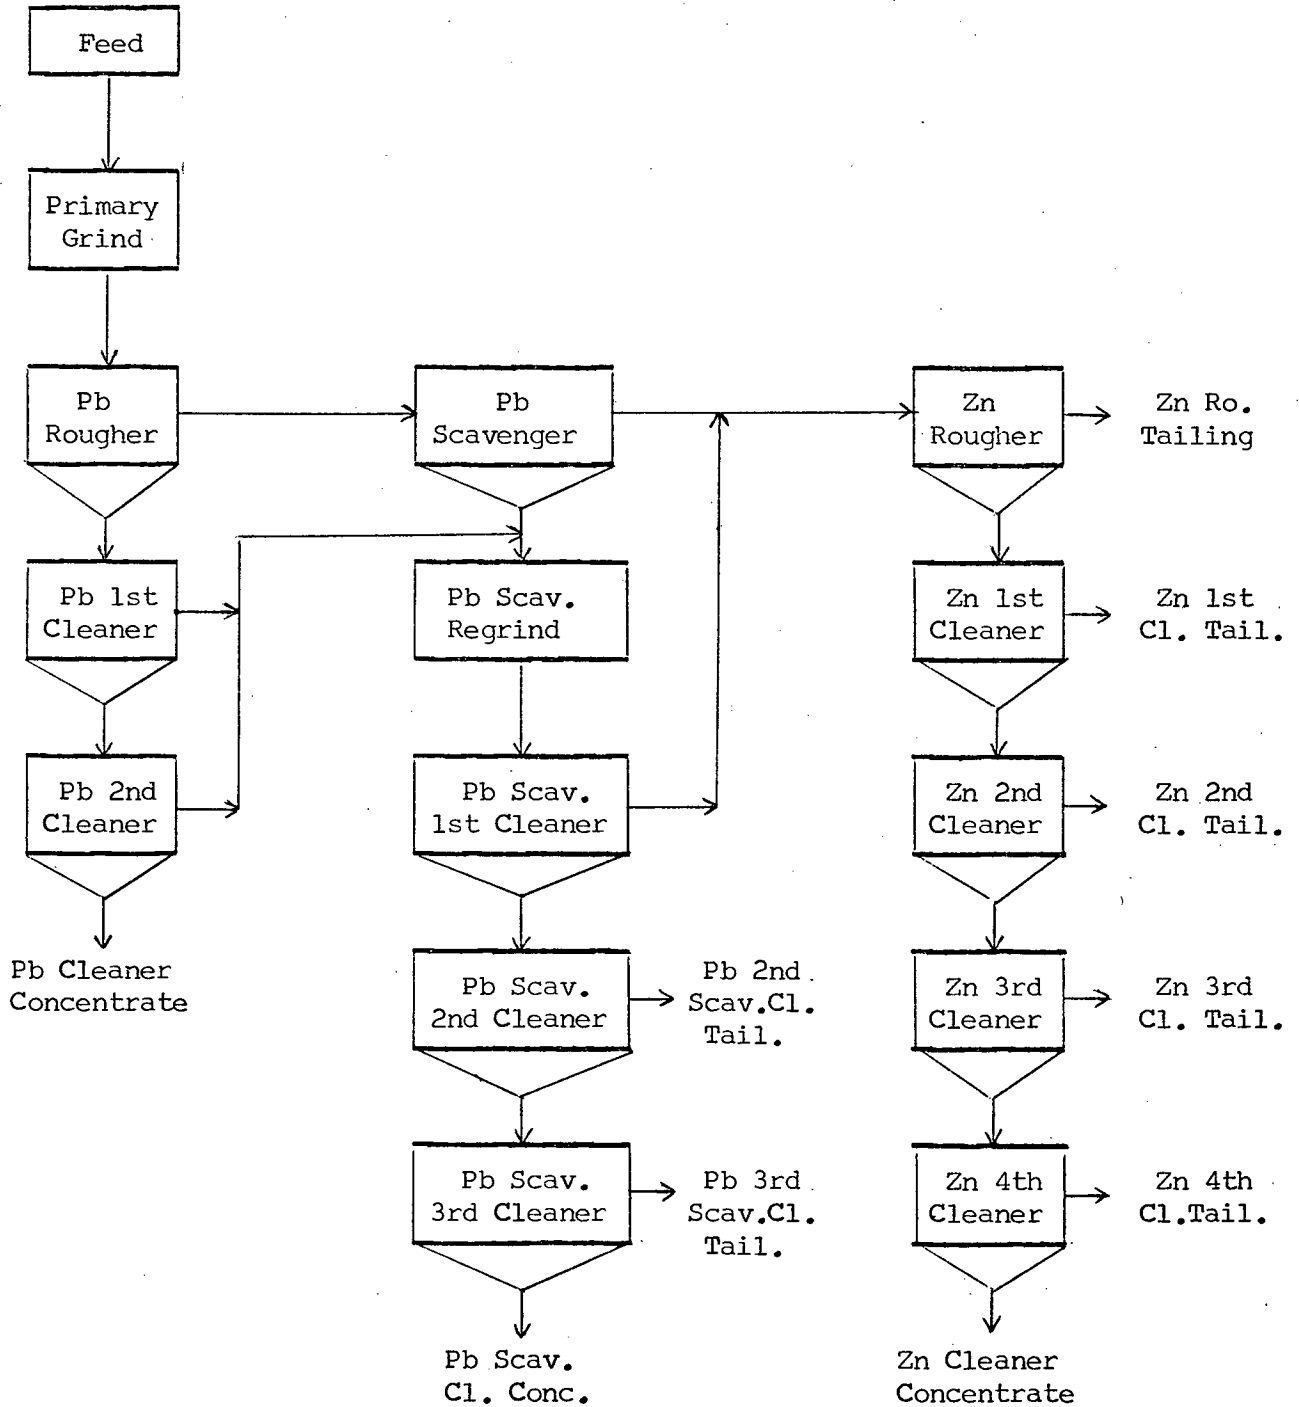 Feed
Primary
Grind
Pb
Rougher
Pb
Scavenger
Zn
Rougher
Zn Ro.
Tailing
Pb 1st
Cleaner
Pb Scav.
Regrind
Zn 1st
Cleaner
Zn 1st
Cl. Tail.
Pb 2nd
Cleaner
Pb Scav.
1st Cleaner
Zn 2nd
Cleaner
Zn 2nd
Cl. Tail.
Pb Cleaner
Concentrate
Pb Scav.
2nd Cleaner
Pb 2nd
Scav.Cl.
Tail.
Zn 3rd
Cleaner
Zn 3rd
Cl. Tail.
Pb Scav.
3rd Cleaner
Pb 3rd
Scav.Cl.
Tail.
Zn 4th
Cleaner
Zn 4th
Cl.Tail.
Pb Scav.
Cl. Conc.
Zn Cleaner
Concentrate